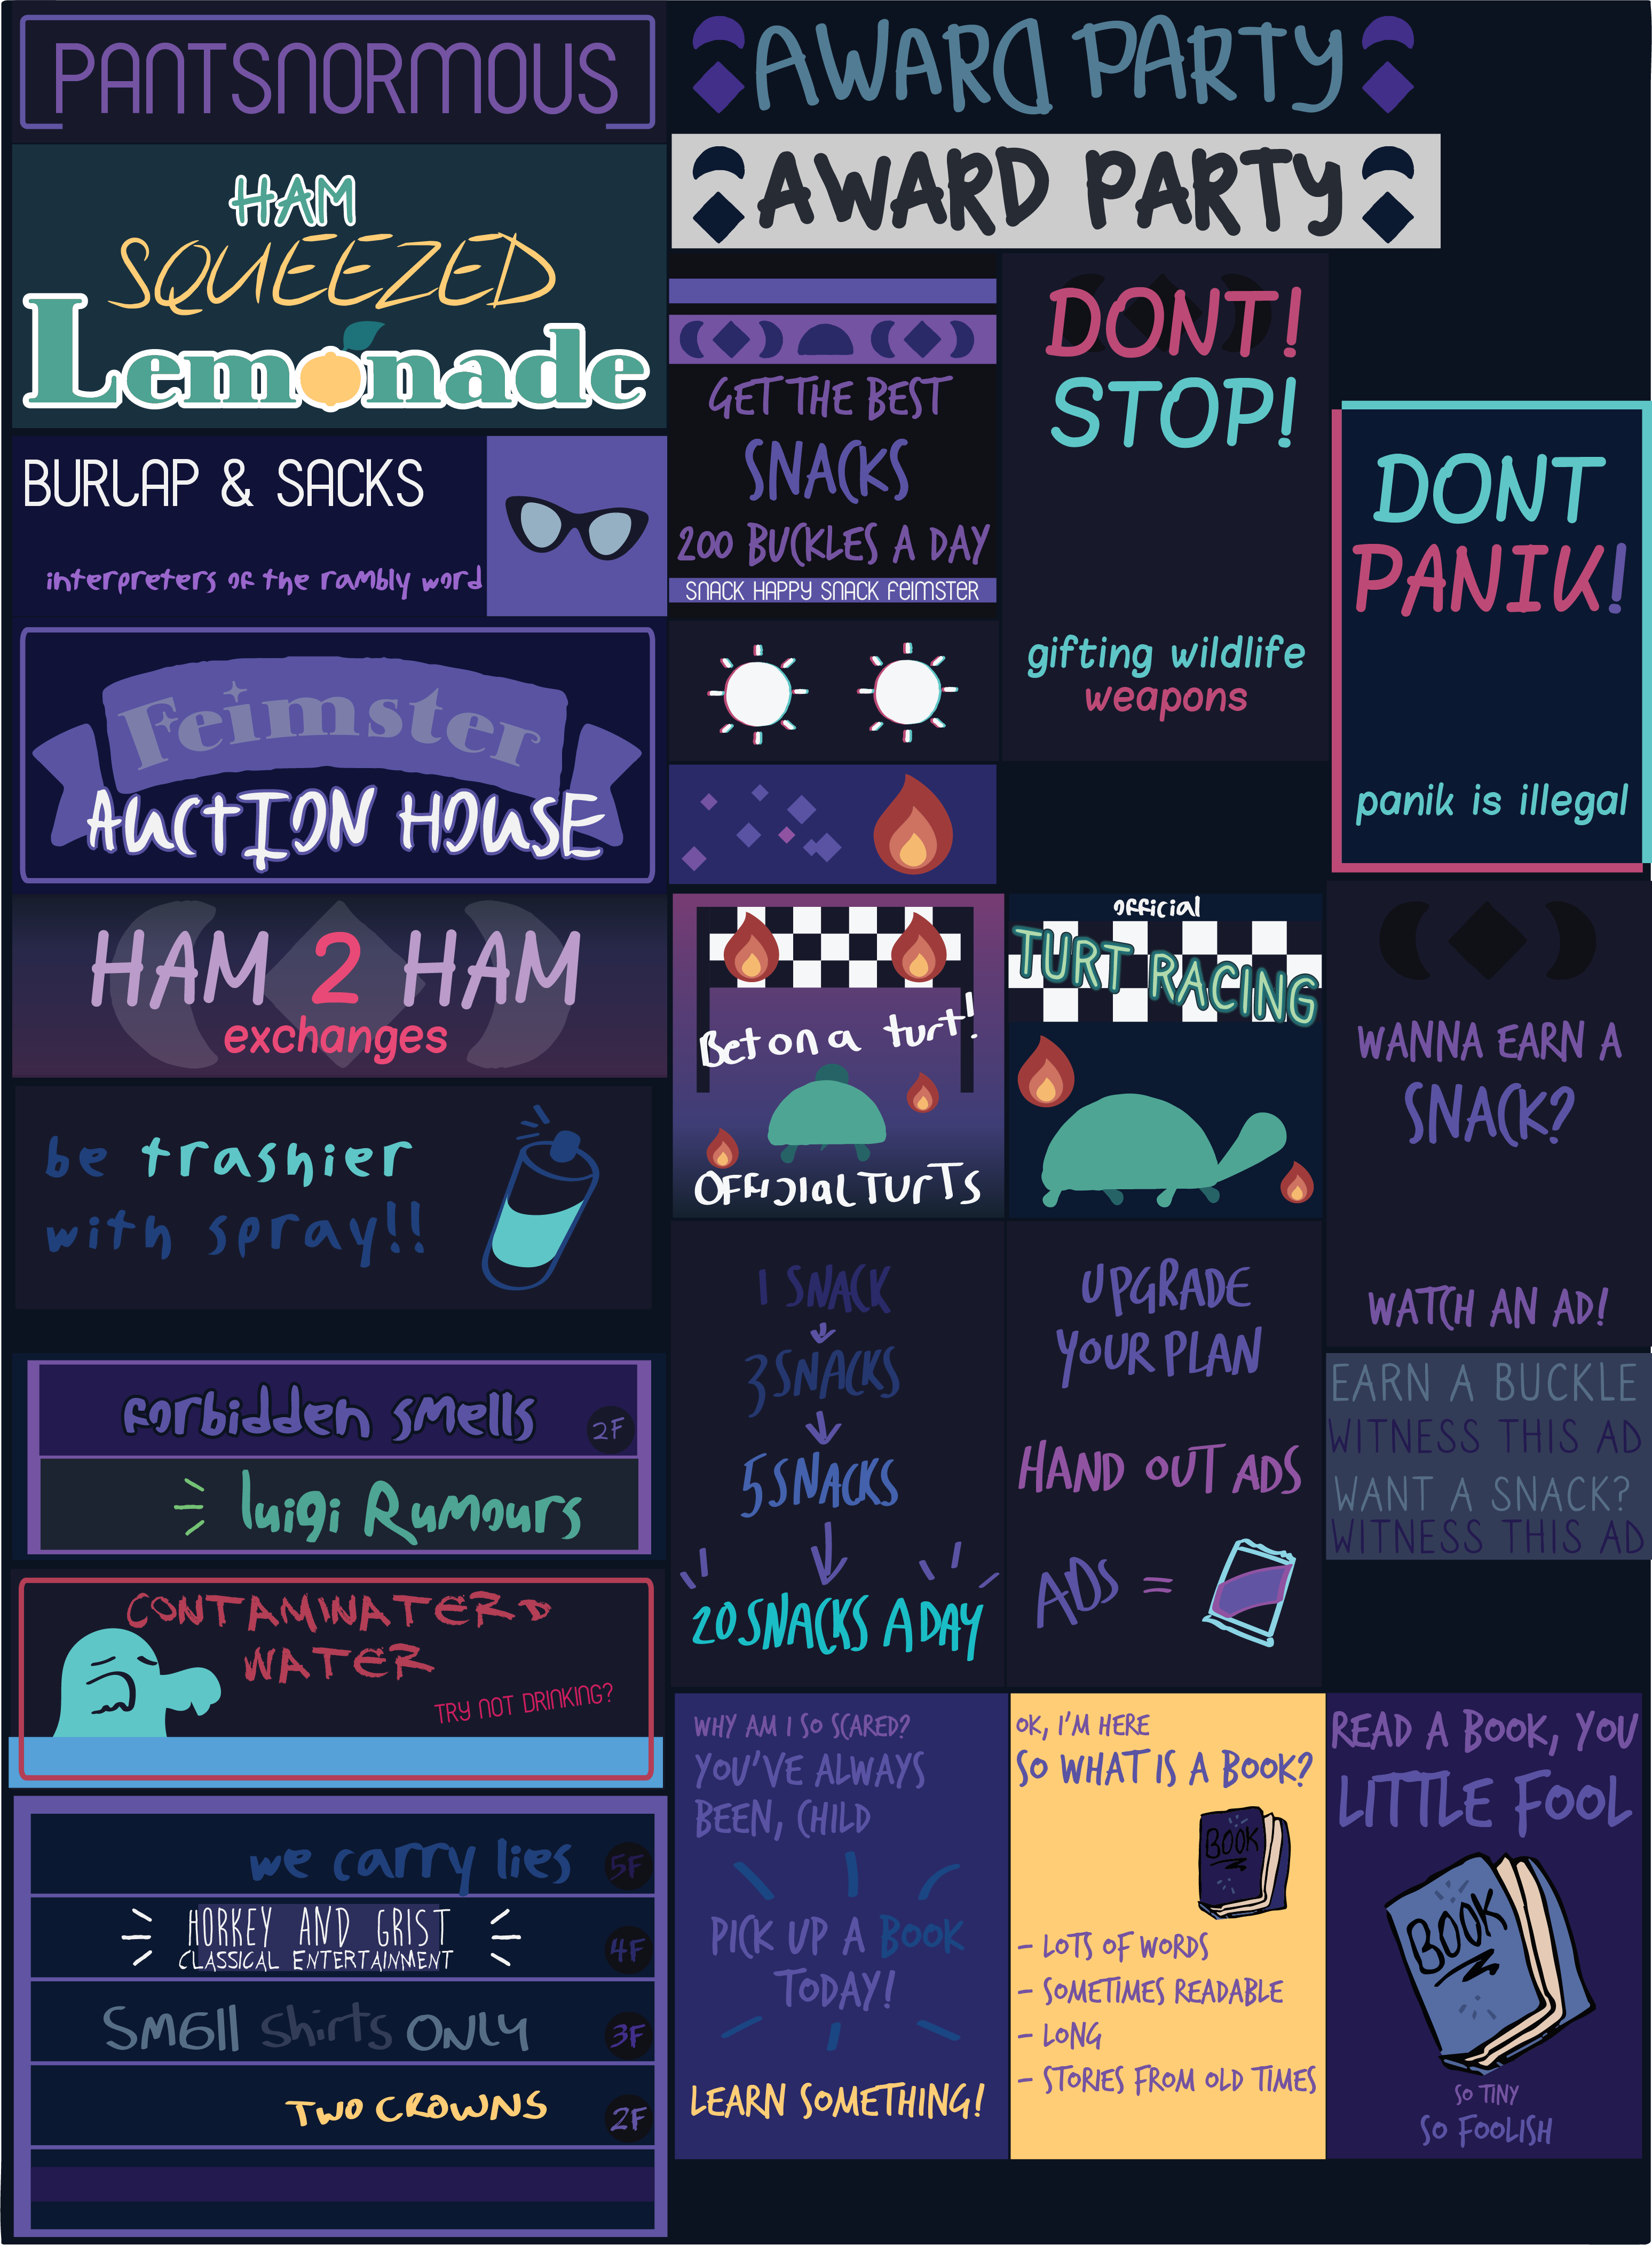 PANTSNORMOUS
HAM
SQUEEZED
Lemonade
BURLAP & SACKS
interpreters of the rambly word
Feimster
AUCTION HOUSE
HAM 2 HAM
exchanges
be trashier
with spray!!
forbidden smells
2F
luigi Rumours
CONTAMINATERD
WATER
TRY NOT DRINKING?
we carry lies
5F
HORKEY AND GRIST
CLASSICAL ENTERTAINMENT
4F
SMEll Shirts ONLY
3F
TWO CROWNS
2F
AWARD PARTY
AWARD PARTY
GET THE BEST
SNACKS
200 BUCKLES A DAY
SNACK HAPPY SNACK FEIMSTER
DONT!
STOP!
gifting wildlife
weapons
DONT
PANIK!
panik is illegal
Bet on a turt!
OFFICIAL TURTS
OFFICIAL
TURT RACING
WANNA EARN A
SNACK?
WATCH AN AD!
1 SNACK
3 SNACKS
5 SNACKS
20 SNACKS A DAY
UPGRADE
YOUR PLAN
HAND OUT ADS
ADS =
EARN A BUCKLE
WITNESS THIS AD
WANT A SNACK?
WITNESS THIS AD
WHY AM I SO SCARED?
YOU'VE ALWAYS
BEEN, CHILD
PICK UP A BOOK
TODAY!
LEARN SOMETHING!
OK, I'M HERE
SO WHAT IS A BOOK?
BOOK
- LOTS OF WORDS
- SOMETIMES READABLE
- LONG
- STORIES FROM OLD TIMES
READ A BOOK, YOU
LITTLE FOOL
BOOK
SO TINY
SO FOOLISH